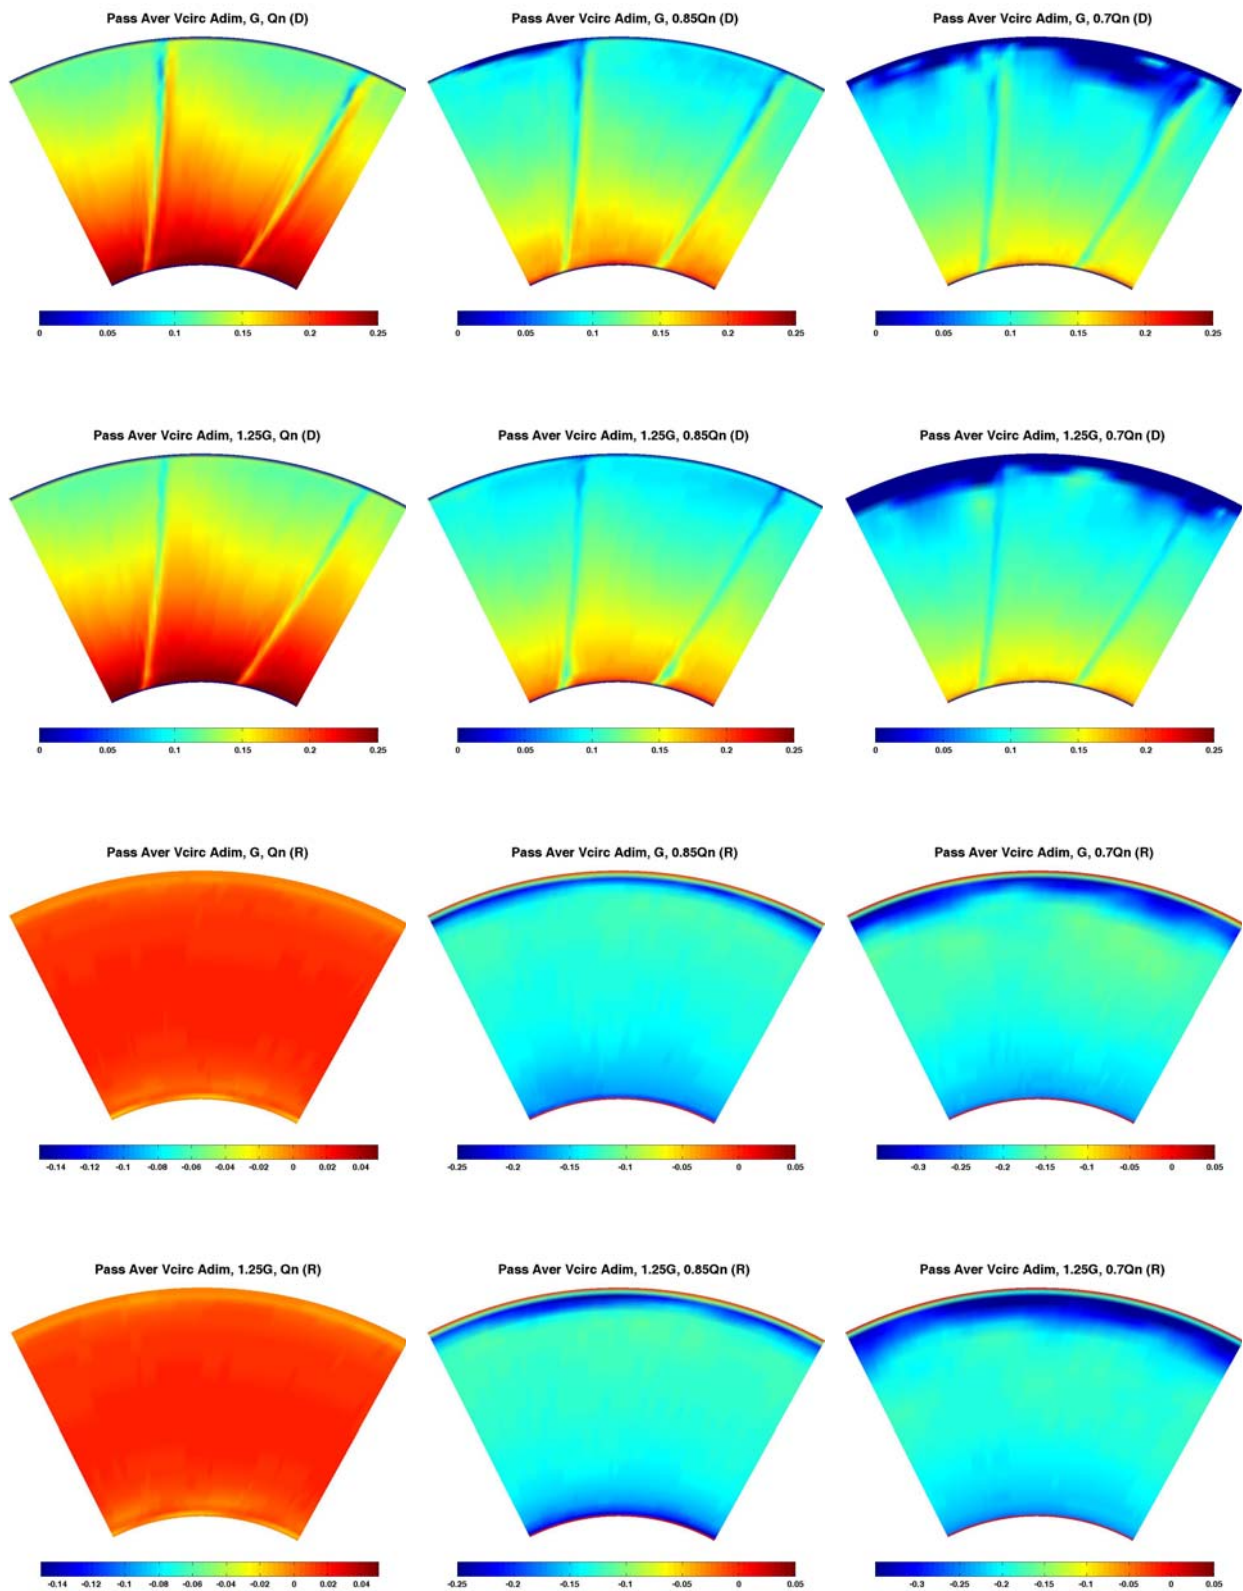 Pass Aver Vcirc Adim, G, Qn (D)
Pass Aver Vcirc Adim, G, 0.85Qn (D)
Pass Aver Vcirc Adim, G, 0.7Qn (D)
0 0.05 0.1 0.15 0.2 0.25
0 0.05 0.1 0.15 0.2 0.25
0 0.05 0.1 0.15 0.2 0.25
Pass Aver Vcirc Adim, 1.25G, Qn (D)
Pass Aver Vcirc Adim, 1.25G, 0.85Qn (D)
Pass Aver Vcirc Adim, 1.25G, 0.7Qn (D)
0 0.05 0.1 0.15 0.2 0.25
0 0.05 0.1 0.15 0.2 0.25
0 0.05 0.1 0.15 0.2 0.25
Pass Aver Vcirc Adim, G, Qn (R)
Pass Aver Vcirc Adim, G, 0.85Qn (R)
Pass Aver Vcirc Adim, G, 0.7Qn (R)
-0.14 -0.12 -0.1 -0.08 -0.06 -0.04 -0.02 0 0.02 0.04
-0.25 -0.2 -0.15 -0.1 -0.05 0 0.05
-0.3 -0.25 -0.2 -0.15 -0.1 -0.05 0 0.05
Pass Aver Vcirc Adim, 1.25G, Qn (R)
Pass Aver Vcirc Adim, 1.25G, 0.85Qn (R)
Pass Aver Vcirc Adim, 1.25G, 0.7Qn (R)
-0.14 -0.12 -0.1 -0.08 -0.06 -0.04 -0.02 0 0.02 0.04
-0.25 -0.2 -0.15 -0.1 -0.05 0 0.05
-0.3 -0.25 -0.2 -0.15 -0.1 -0.05 0 0.05